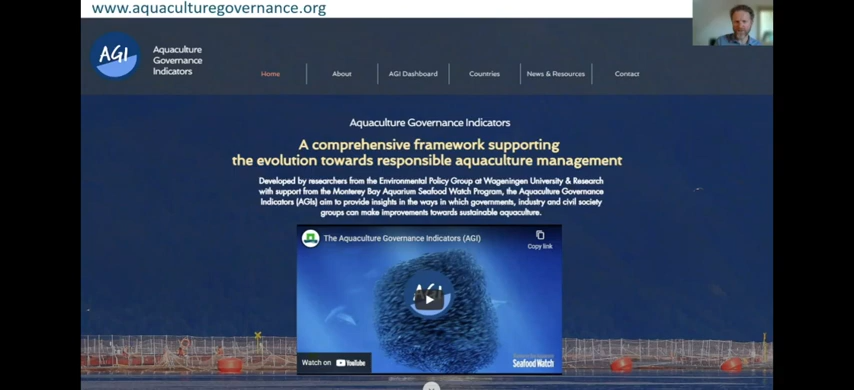 www.aquaculturegovernance.org
AGI
Aquaculture
Governance
Indicators
Home
About
AGI Dashboard
Countries
News & Resources
Contact
Aquaculture Governance Indicators
A comprehensive framework supporting
the evolution towards responsible aquaculture management
Developed by researchers from the Environmental Policy Group at Wageningen University & Research
with support from the Monterey Bay Aquarium Seafood Watch Program, the Aquaculture Governance
Indicators (AGIs) aim to provide insights in the ways in which governments, industry and civil society
groups can make improvements towards sustainable aquaculture.
The Aquaculture Governance Indicators (AGI)
Copy link
Watch on YouTube
Seafood Watch